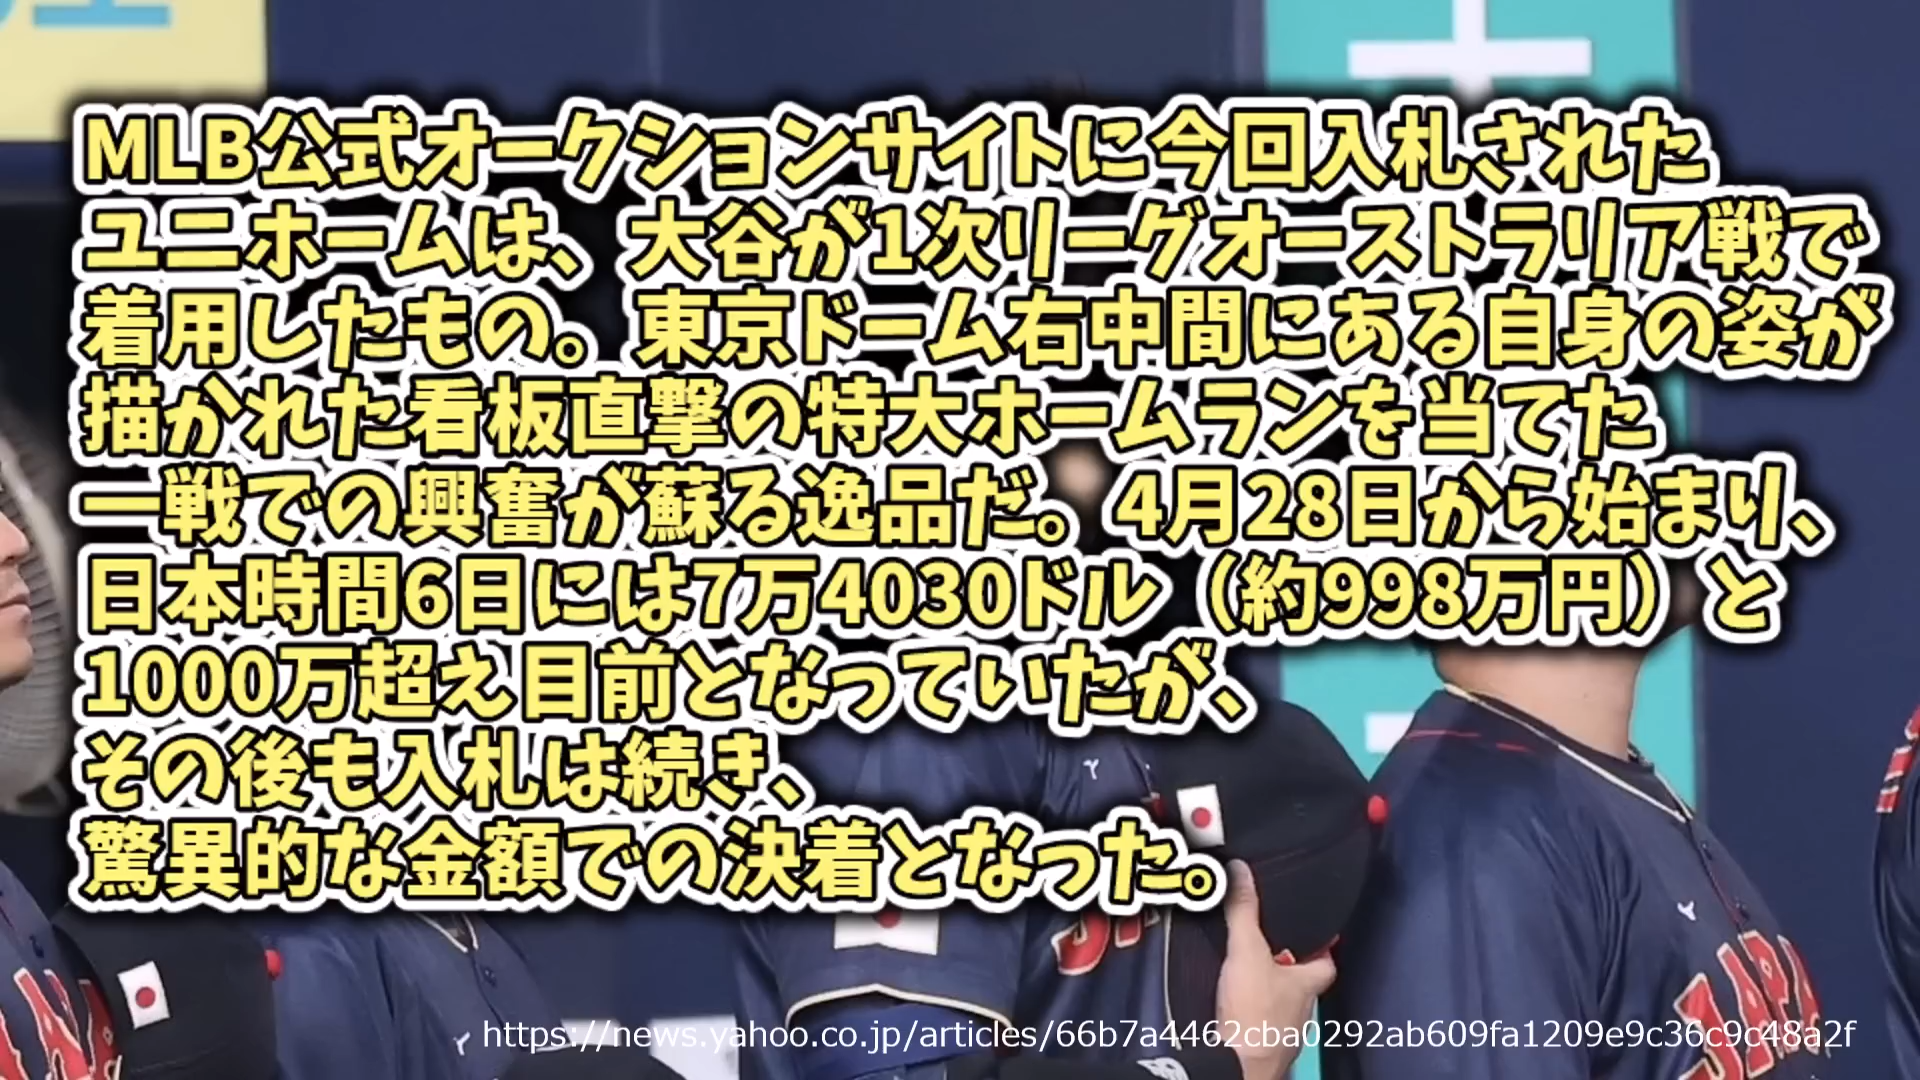 MLB公式オークションサイトに今回入札された
ユニホームは、大谷が1次リーグオーストラリア戦で
着用したもの。東京ドーム右中間にある自身の姿が
描かれた看板直撃の特大ホームランを当てた
一戦での興奮が蘇る逸品だ。4月28日から始まり、
日本時間6日には7万4030ドル（約998万円）と
1000万超え目前となっていたが、
その後も入札は続き、
驚異的な金額での決着となった。
JAPA
https://news.yahoo.co.jp/articles/66b7a4462cba0292ab609fa1209e9c36c9c48a2f